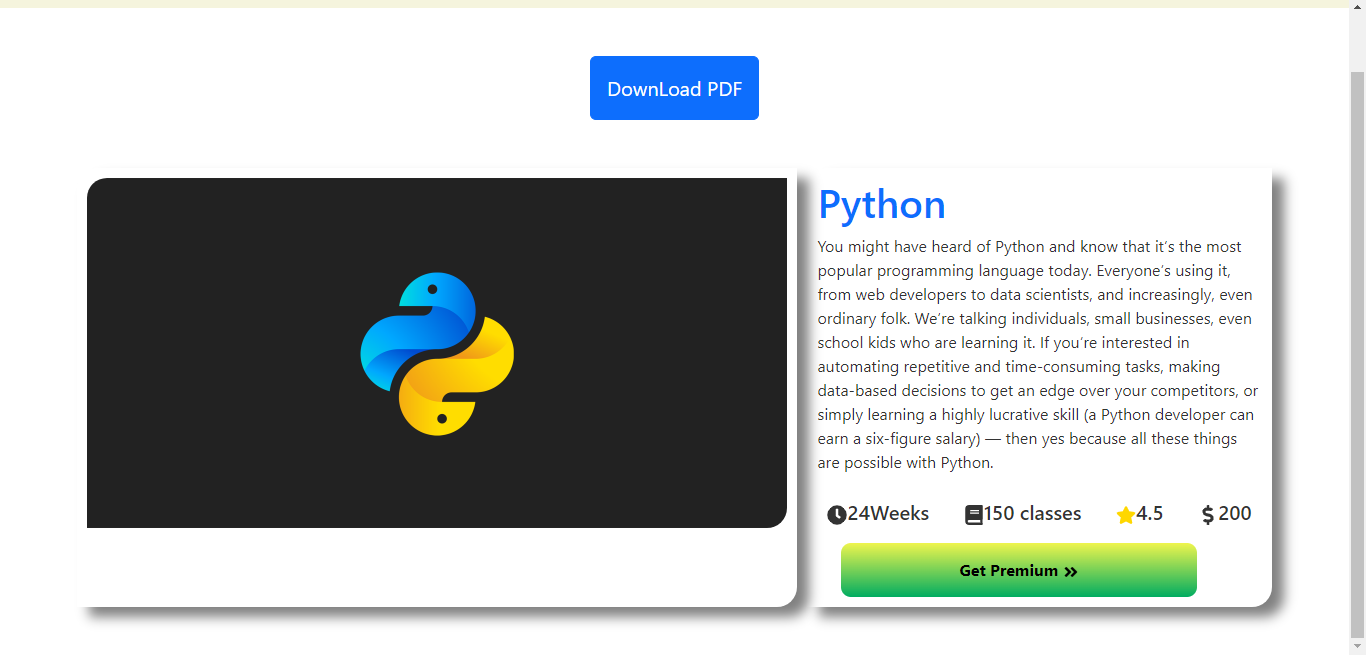 DownLoad PDF
Python
You might have heard of Python and know that it’s the most
popular programming language today. Everyone’s using it,
from web developers to data scientists, and increasingly, even
ordinary folk. We’re talking individuals, small businesses, even
school kids who are learning it. If you’re interested in
automating repetitive and time-consuming tasks, making
data-based decisions to get an edge over your competitors, or
simply learning a highly lucrative skill (a Python developer can
earn a six-figure salary) — then yes because all these things
are possible with Python.
24Weeks 150 classes 4.5 $ 200
Get Premium »